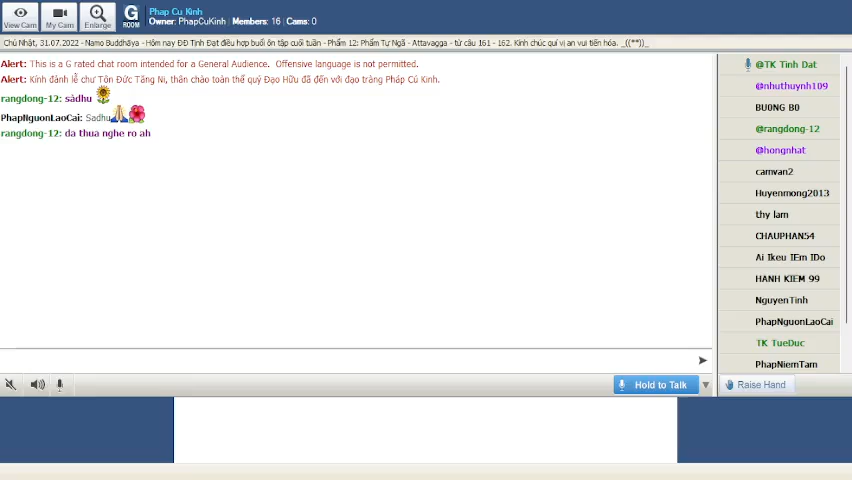 View Cam
My Cam
Enlarge
G
ROOM
Phap Cu Kinh
Owner: PhapCuKinh | Members: 16 | Cams: 0
Chủ Nhật, 31.07.2022 - Namo Buddhāya - Hôm nay ĐĐ Tịnh Đạt điều hợp buổi ôn tập cuối tuần - Phẩm 12: Phẩm Tự Ngã - Attavagga - từ câu 161 - 162. Kính chúc quí vị an vui tiến hóa. _((**))_
Alert: This is a G rated chat room intended for a General Audience. Offensive language is not permitted.
Alert: Kính đảnh lễ chư Tôn Đức Tăng Ni, thân chào toàn thể quý Đạo Hữu đã đến với đạo tràng Pháp Cú Kinh.
rangdong-12: sàdhu
PhapNguonLaoCai: Sadhu
rangdong-12: da thua nghe ro ah
@TK Tinh Dat
@nhuthuynh109
BU0NG B0
@rangdong-12
@hongnhat
camvan2
Huyenmong2013
thy lam
CHAUPHAN54
Ai Ikeu IEm IDo
HANH KIEM 99
NguyenTinh
PhapNguonLaoCai
TK TueDuc
PhapNiemTam
Hold to Talk
Raise Hand